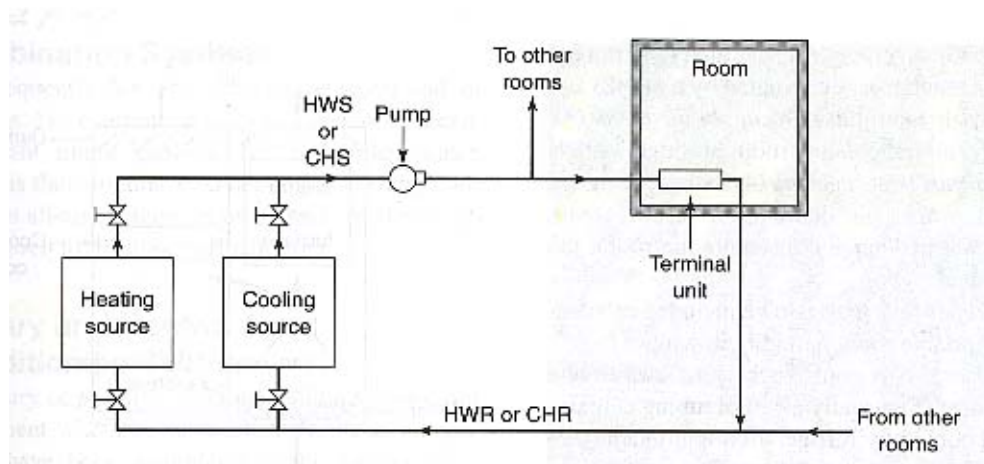 To other
rooms
Room
HWS
or
CHS
Pump
Terminal
unit
Heating
source
Cooling
source
HWR or CHR
From other
rooms